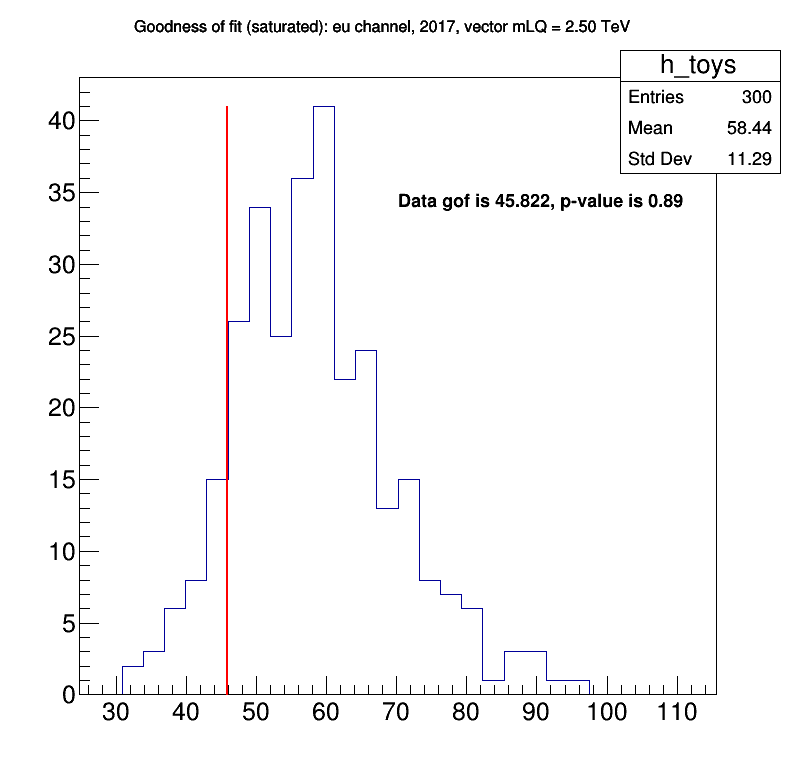 Goodness of fit (saturated): eu channel, 2017, vector mLQ = 2.50 TeV
h_toys
Entries 300
Mean 58.44
Std Dev 11.29
Data gof is 45.822, p-value is 0.89
40
35
30
25
20
15
10
5
0
30 40 50 60 70 80 90 100 110